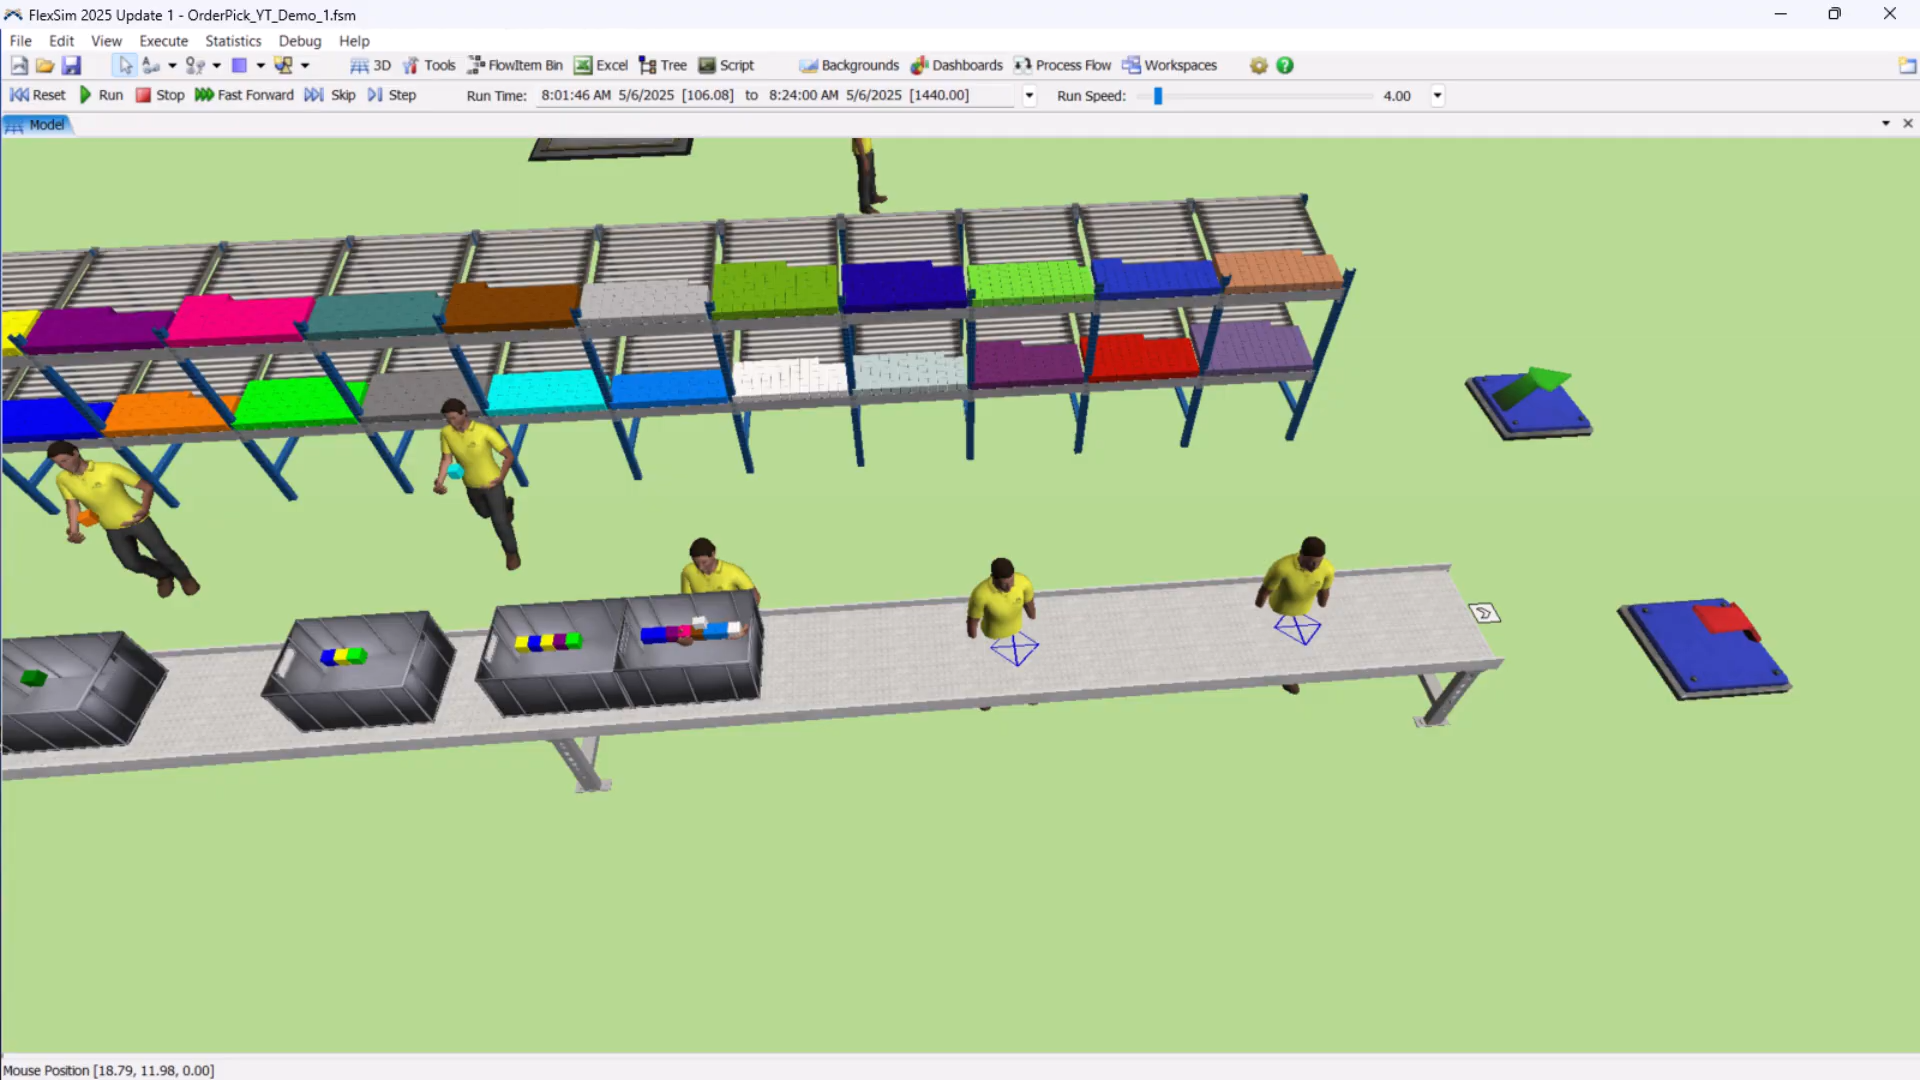 FlexSim 2025 Update 1 - OrderPick_YT_Demo_1.fsm
File Edit View Execute Statistics Debug Help
3D Tools FlowItem Bin Excel Tree Script Backgrounds Dashboards Process Flow Workspaces
Reset Run Stop Fast Forward Skip Step Run Time: 8:01:46 AM 5/6/2025 [106.08] to 8:24:00 AM 5/6/2025 [1440.00] Run Speed: 4.00
Model
Mouse Position [18.79, 11.98, 0.00]